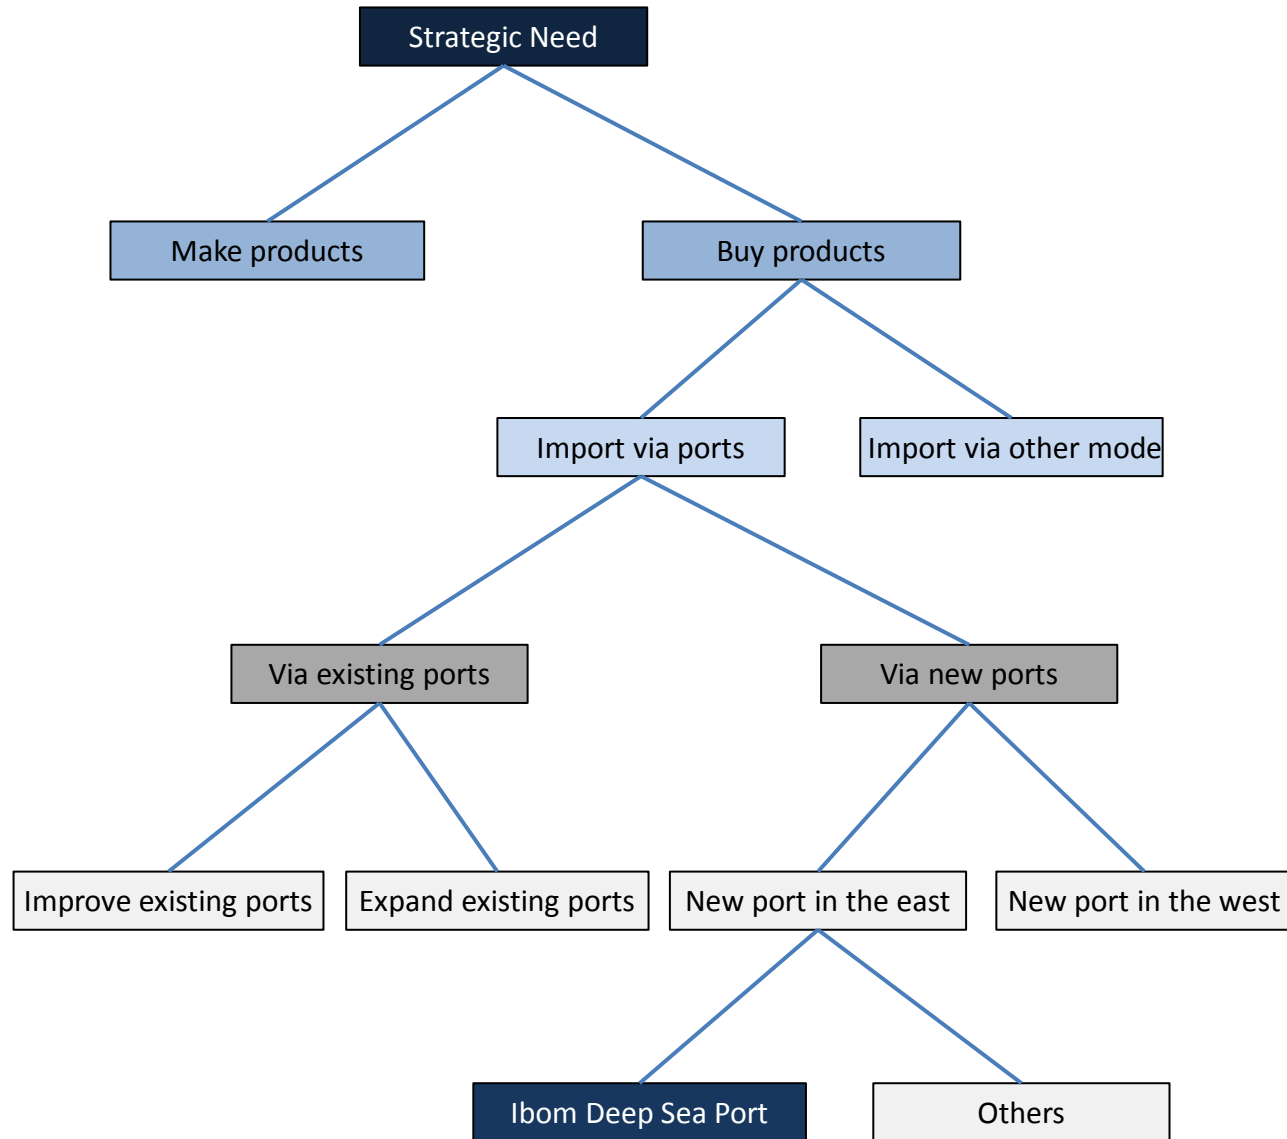 Strategic Need
Make products
Buy products
Import via ports
Import via other mode
Via existing ports
Via new ports
Improve existing ports
Expand existing ports
New port in the east
New port in the west
Ibom Deep Sea Port
Others